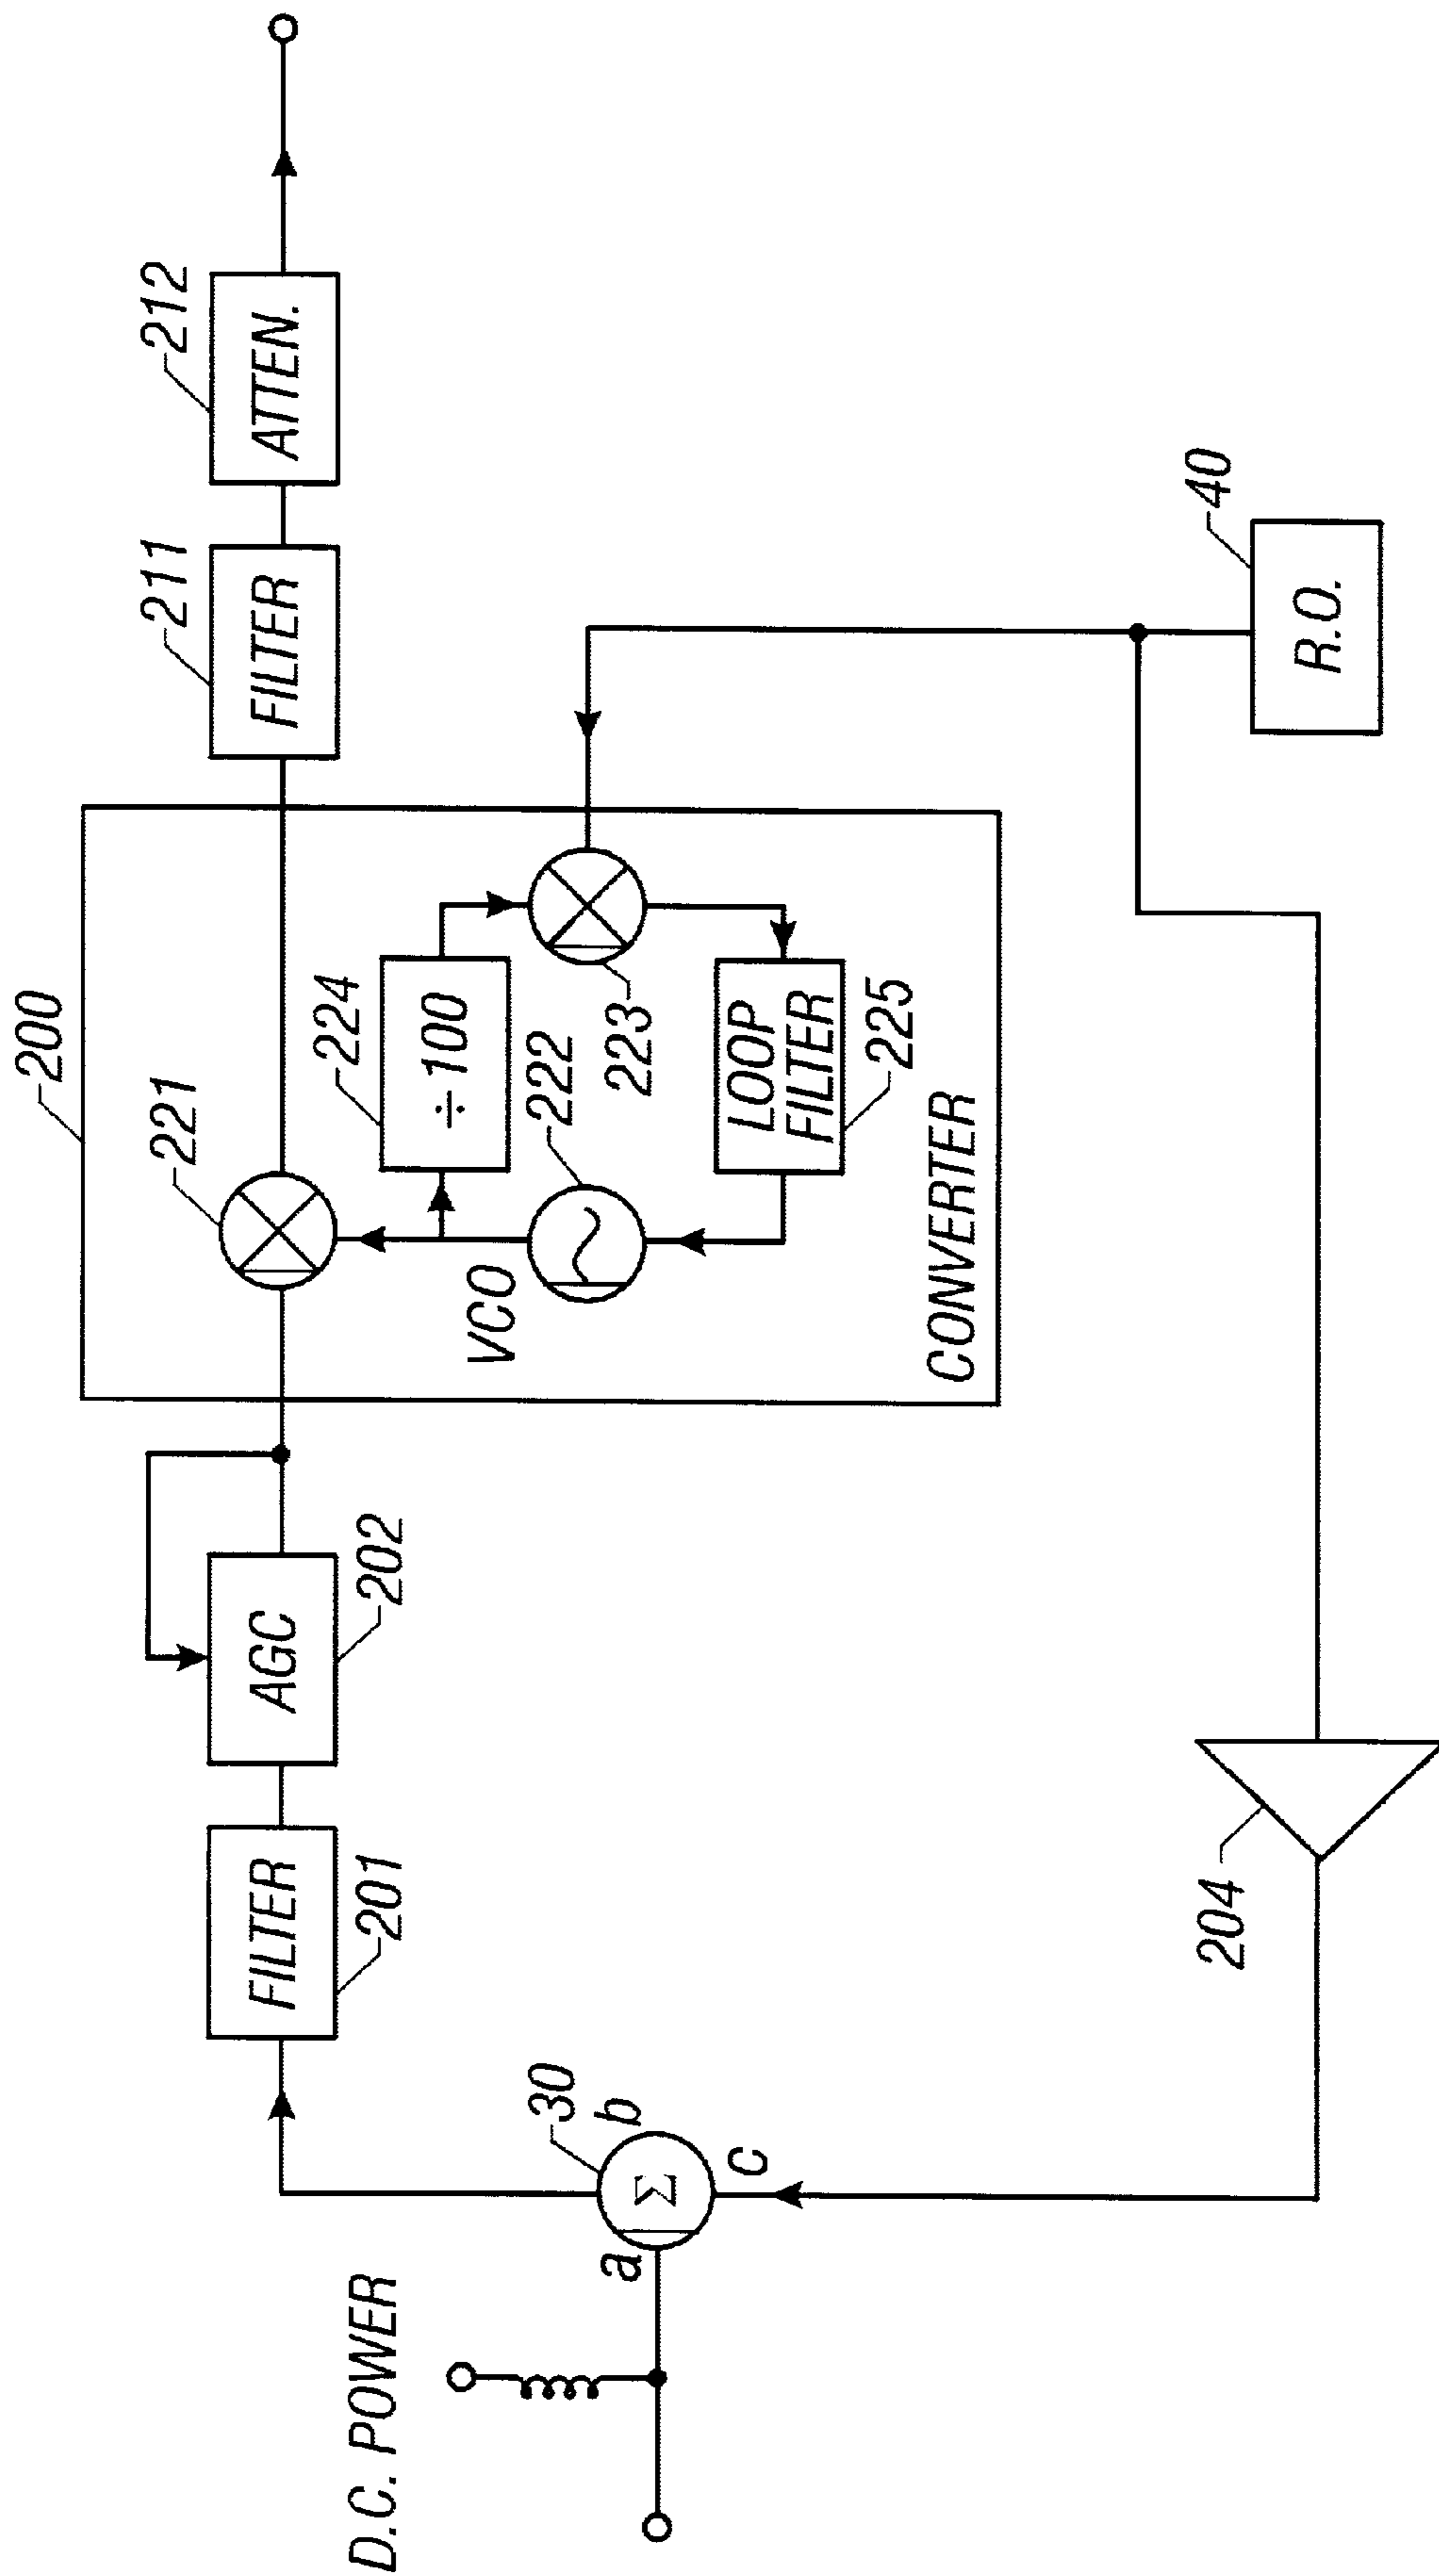 D.C. POWER
a
30
b
c
Σ
FILTER
201
AGC
202
200
221
VCO
222
÷100
224
223
LOOP
FILTER
225
CONVERTER
FILTER
211
ATTEN.
212
204
R.O.
40